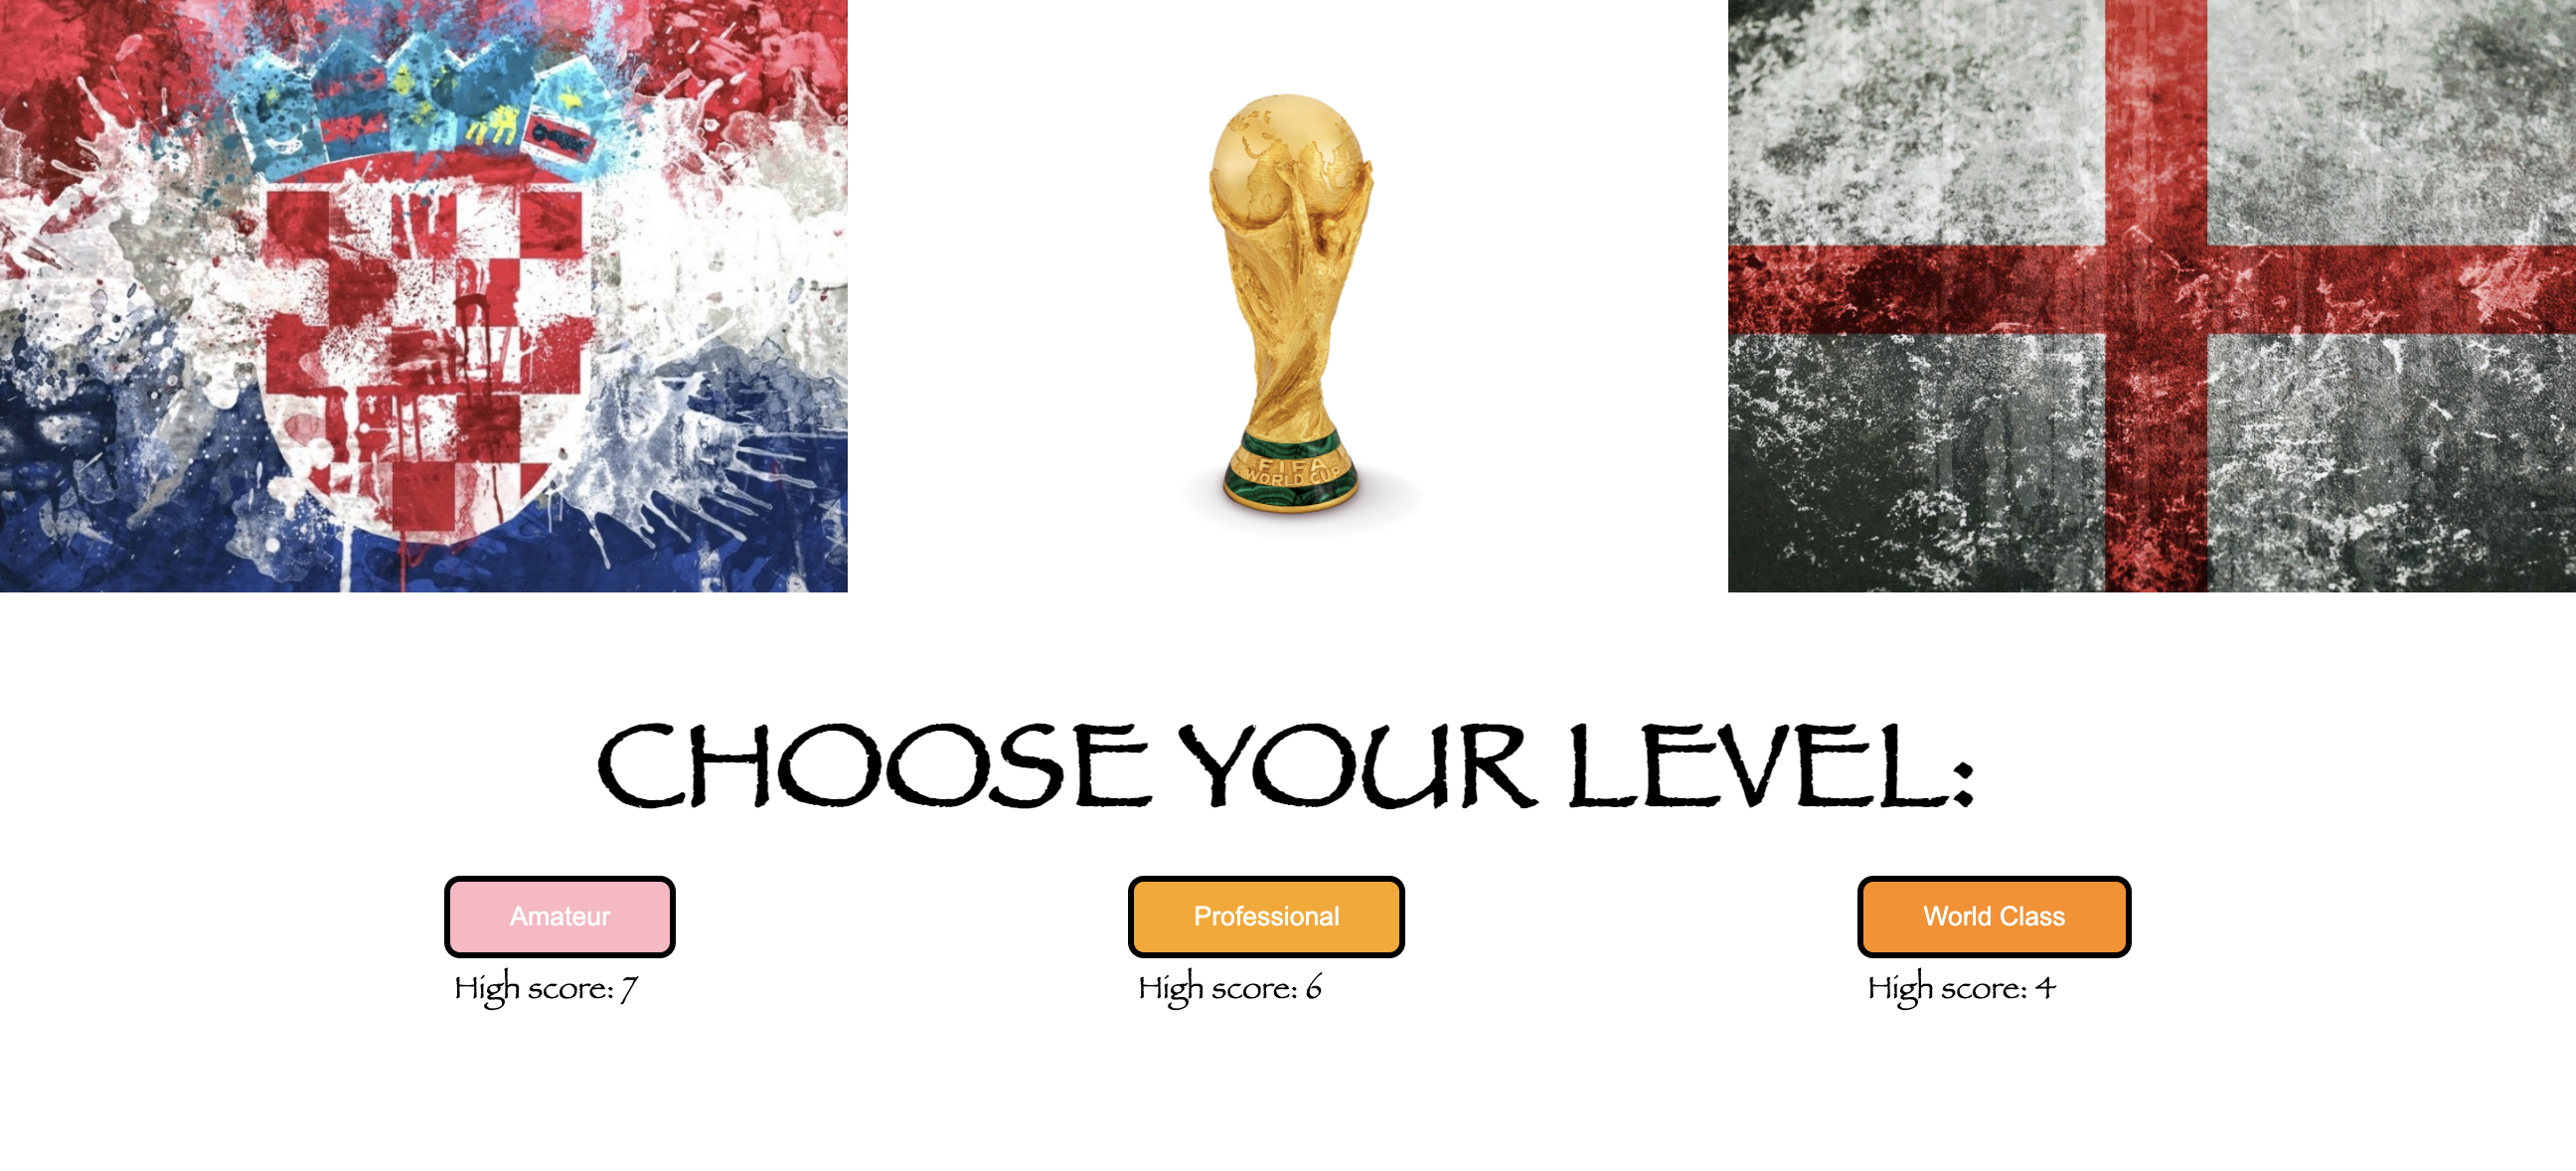 FIFA
WORLD CUP
CHOOSE YOUR LEVEL:
Amateur
Professional
World Class
High score: 7
High score: 6
High score: 4